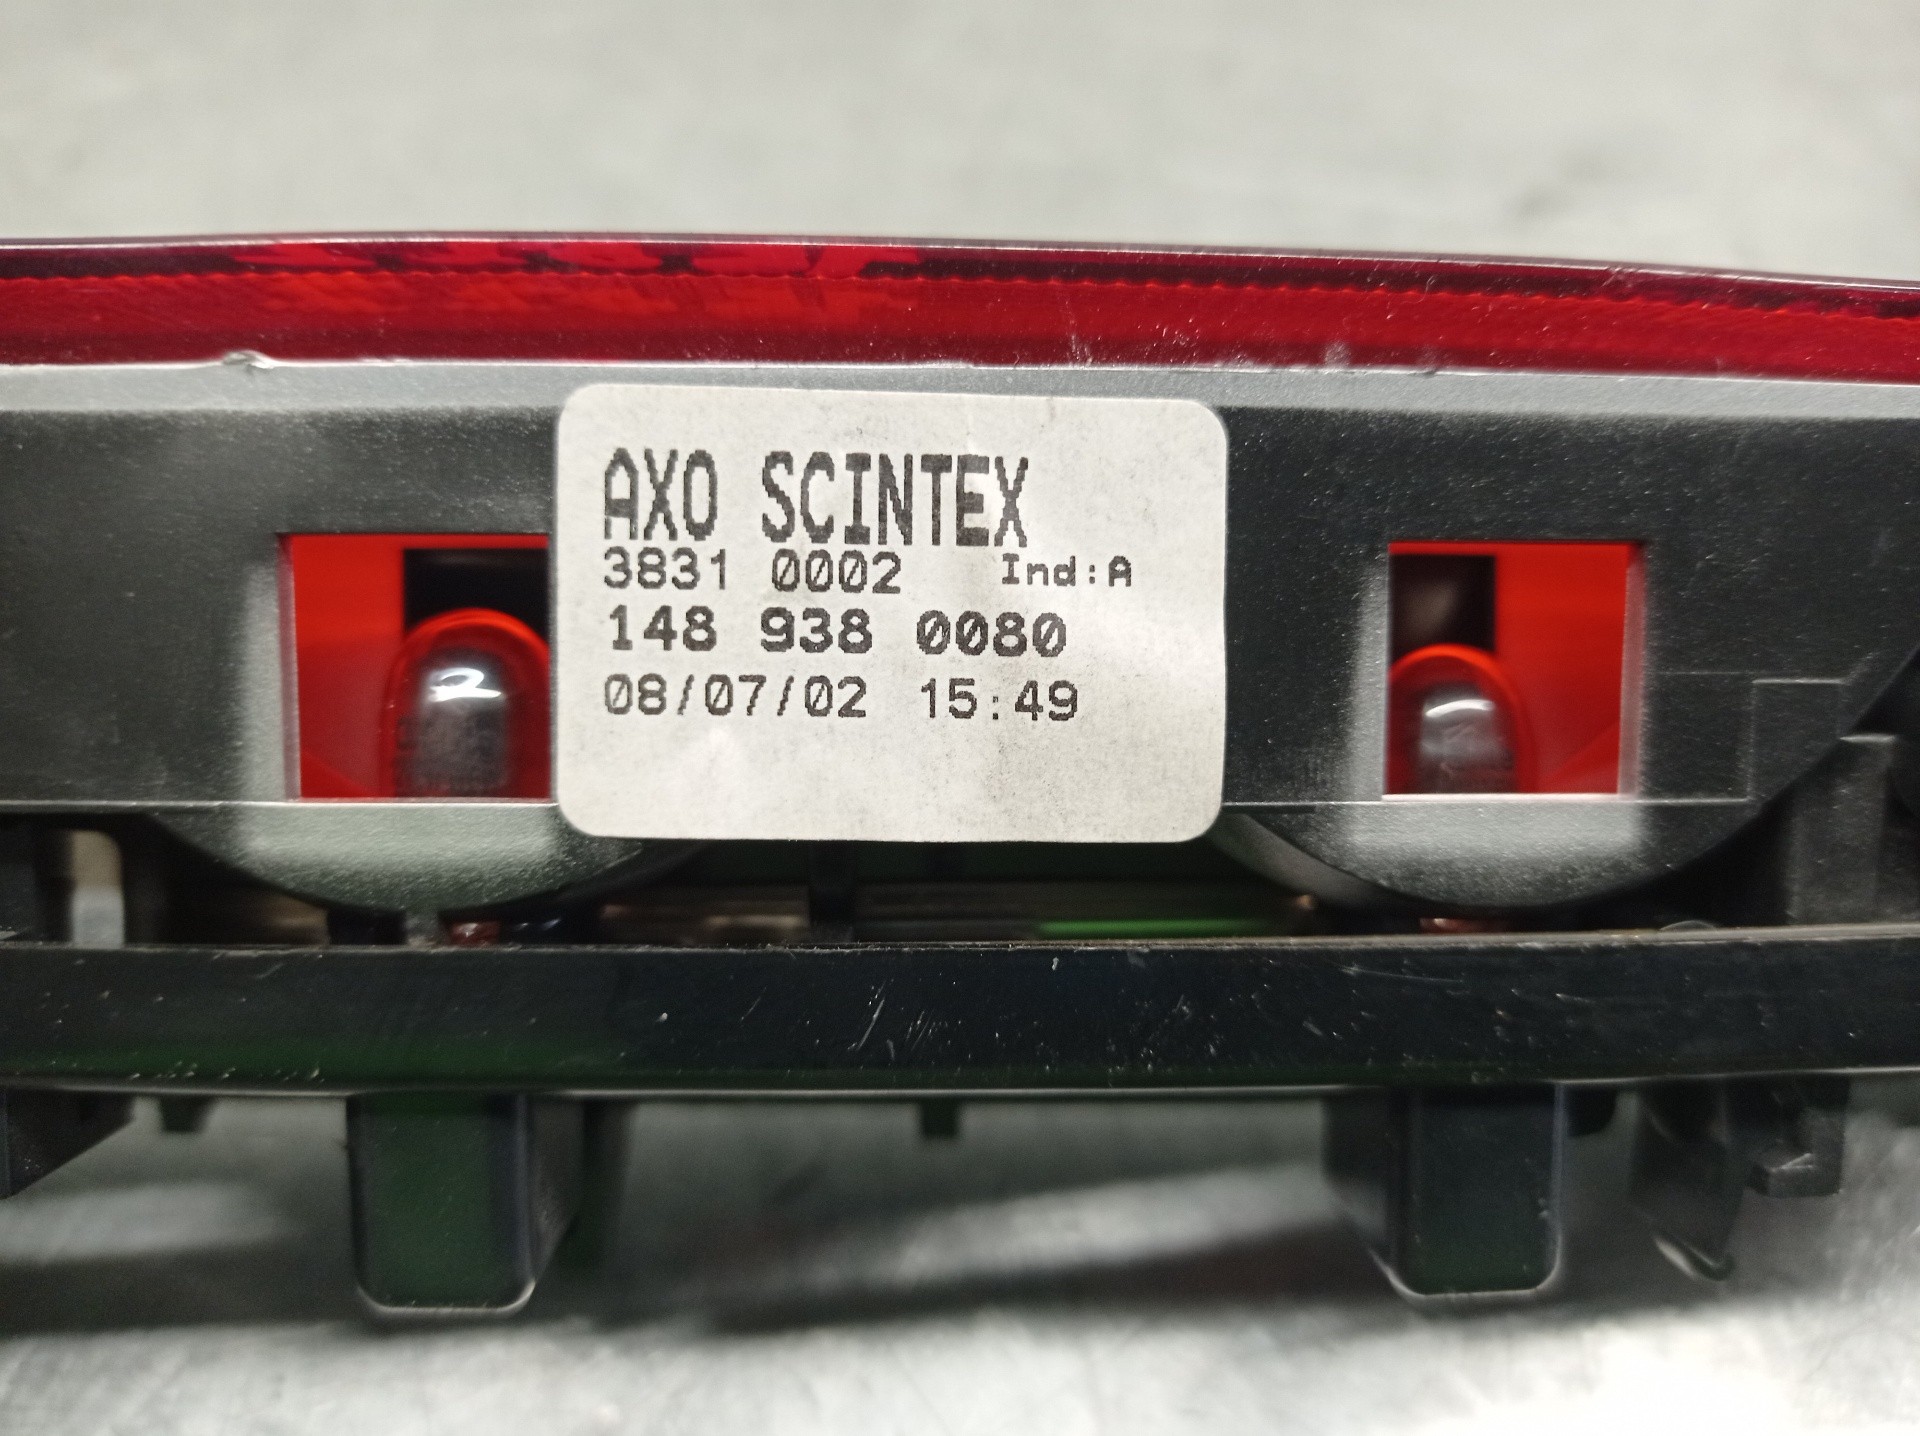 AXO SCINTEX
3831 0002 Ind:A
148 938 0080
08/07/02 15:49